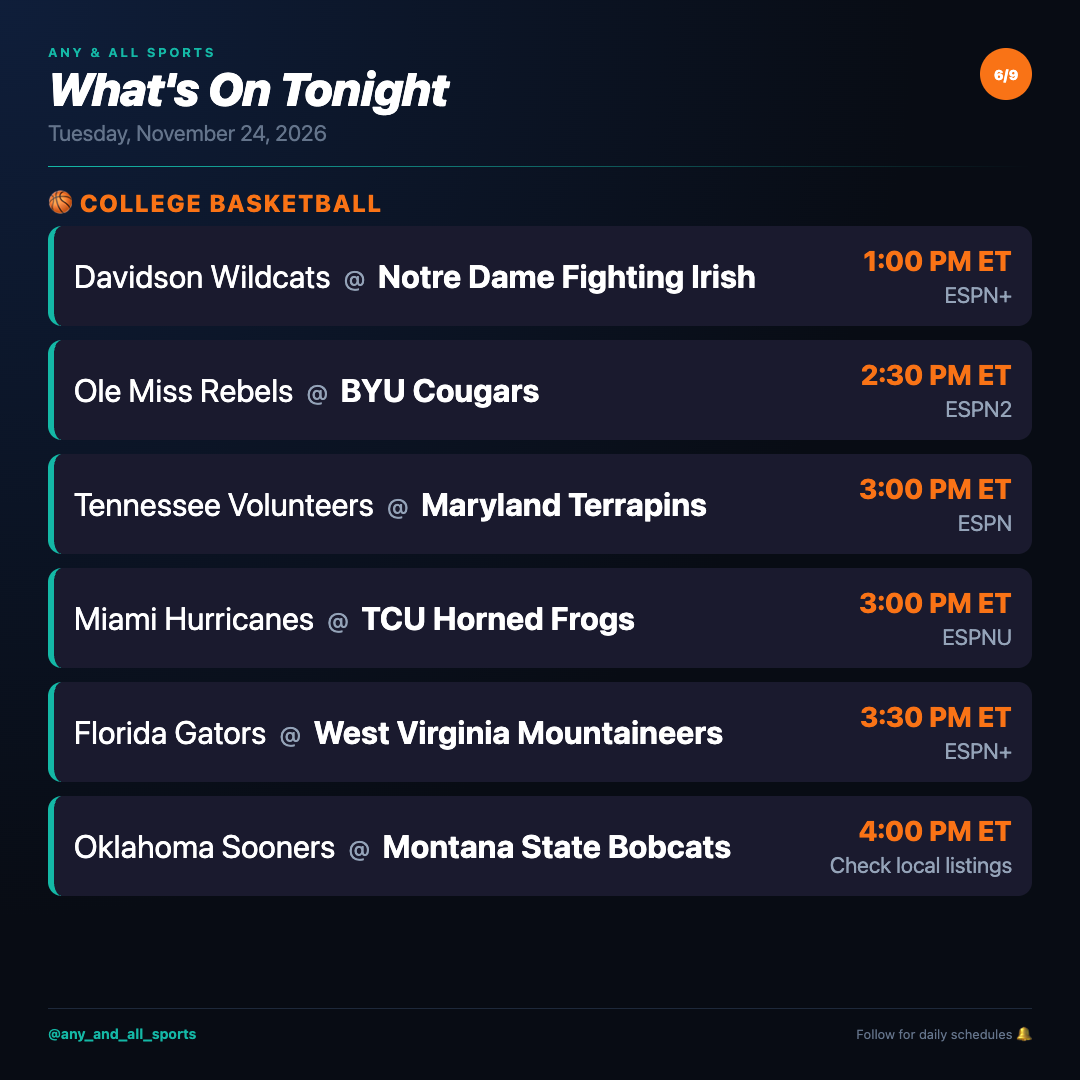 ANY & ALL SPORTS
What's On Tonight
6/9
Tuesday, November 24, 2026
🏀 COLLEGE BASKETBALL
Davidson Wildcats @ Notre Dame Fighting Irish
1:00 PM ET
ESPN+
Ole Miss Rebels @ BYU Cougars
2:30 PM ET
ESPN2
Tennessee Volunteers @ Maryland Terrapins
3:00 PM ET
ESPN
Miami Hurricanes @ TCU Horned Frogs
3:00 PM ET
ESPNU
Florida Gators @ West Virginia Mountaineers
3:30 PM ET
ESPN+
Oklahoma Sooners @ Montana State Bobcats
4:00 PM ET
Check local listings
@any_and_all_sports
Follow for daily schedules 🔔